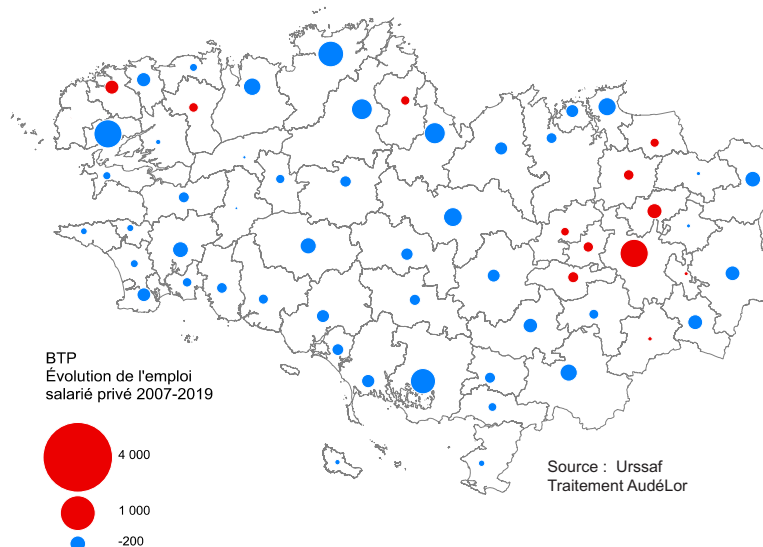 BTP
Évolution de l'emploi
salarié privé 2007-2019
4 000
1 000
-200
Source : Urssaf
Traitement AudéLor